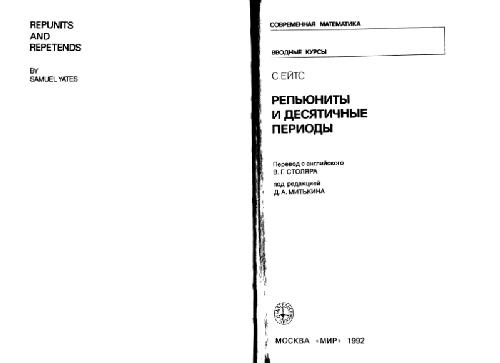 REPUNITS
AND
REPETENDS
BY
SAMUEL YATES
СОВРЕМЕННАЯ МАТЕМАТИКА
ВВОДНЫЕ КУРСЫ
С.ЕЙТС
РЕПЬЮНИТЫ
И ДЕСЯТИЧНЫЕ
ПЕРИОДЫ
Перевод с английского
В. Г. СТОЛЯРА
под редакцией
Д. А. МИТЬКИНА
МОСКВА «МИР» 1992